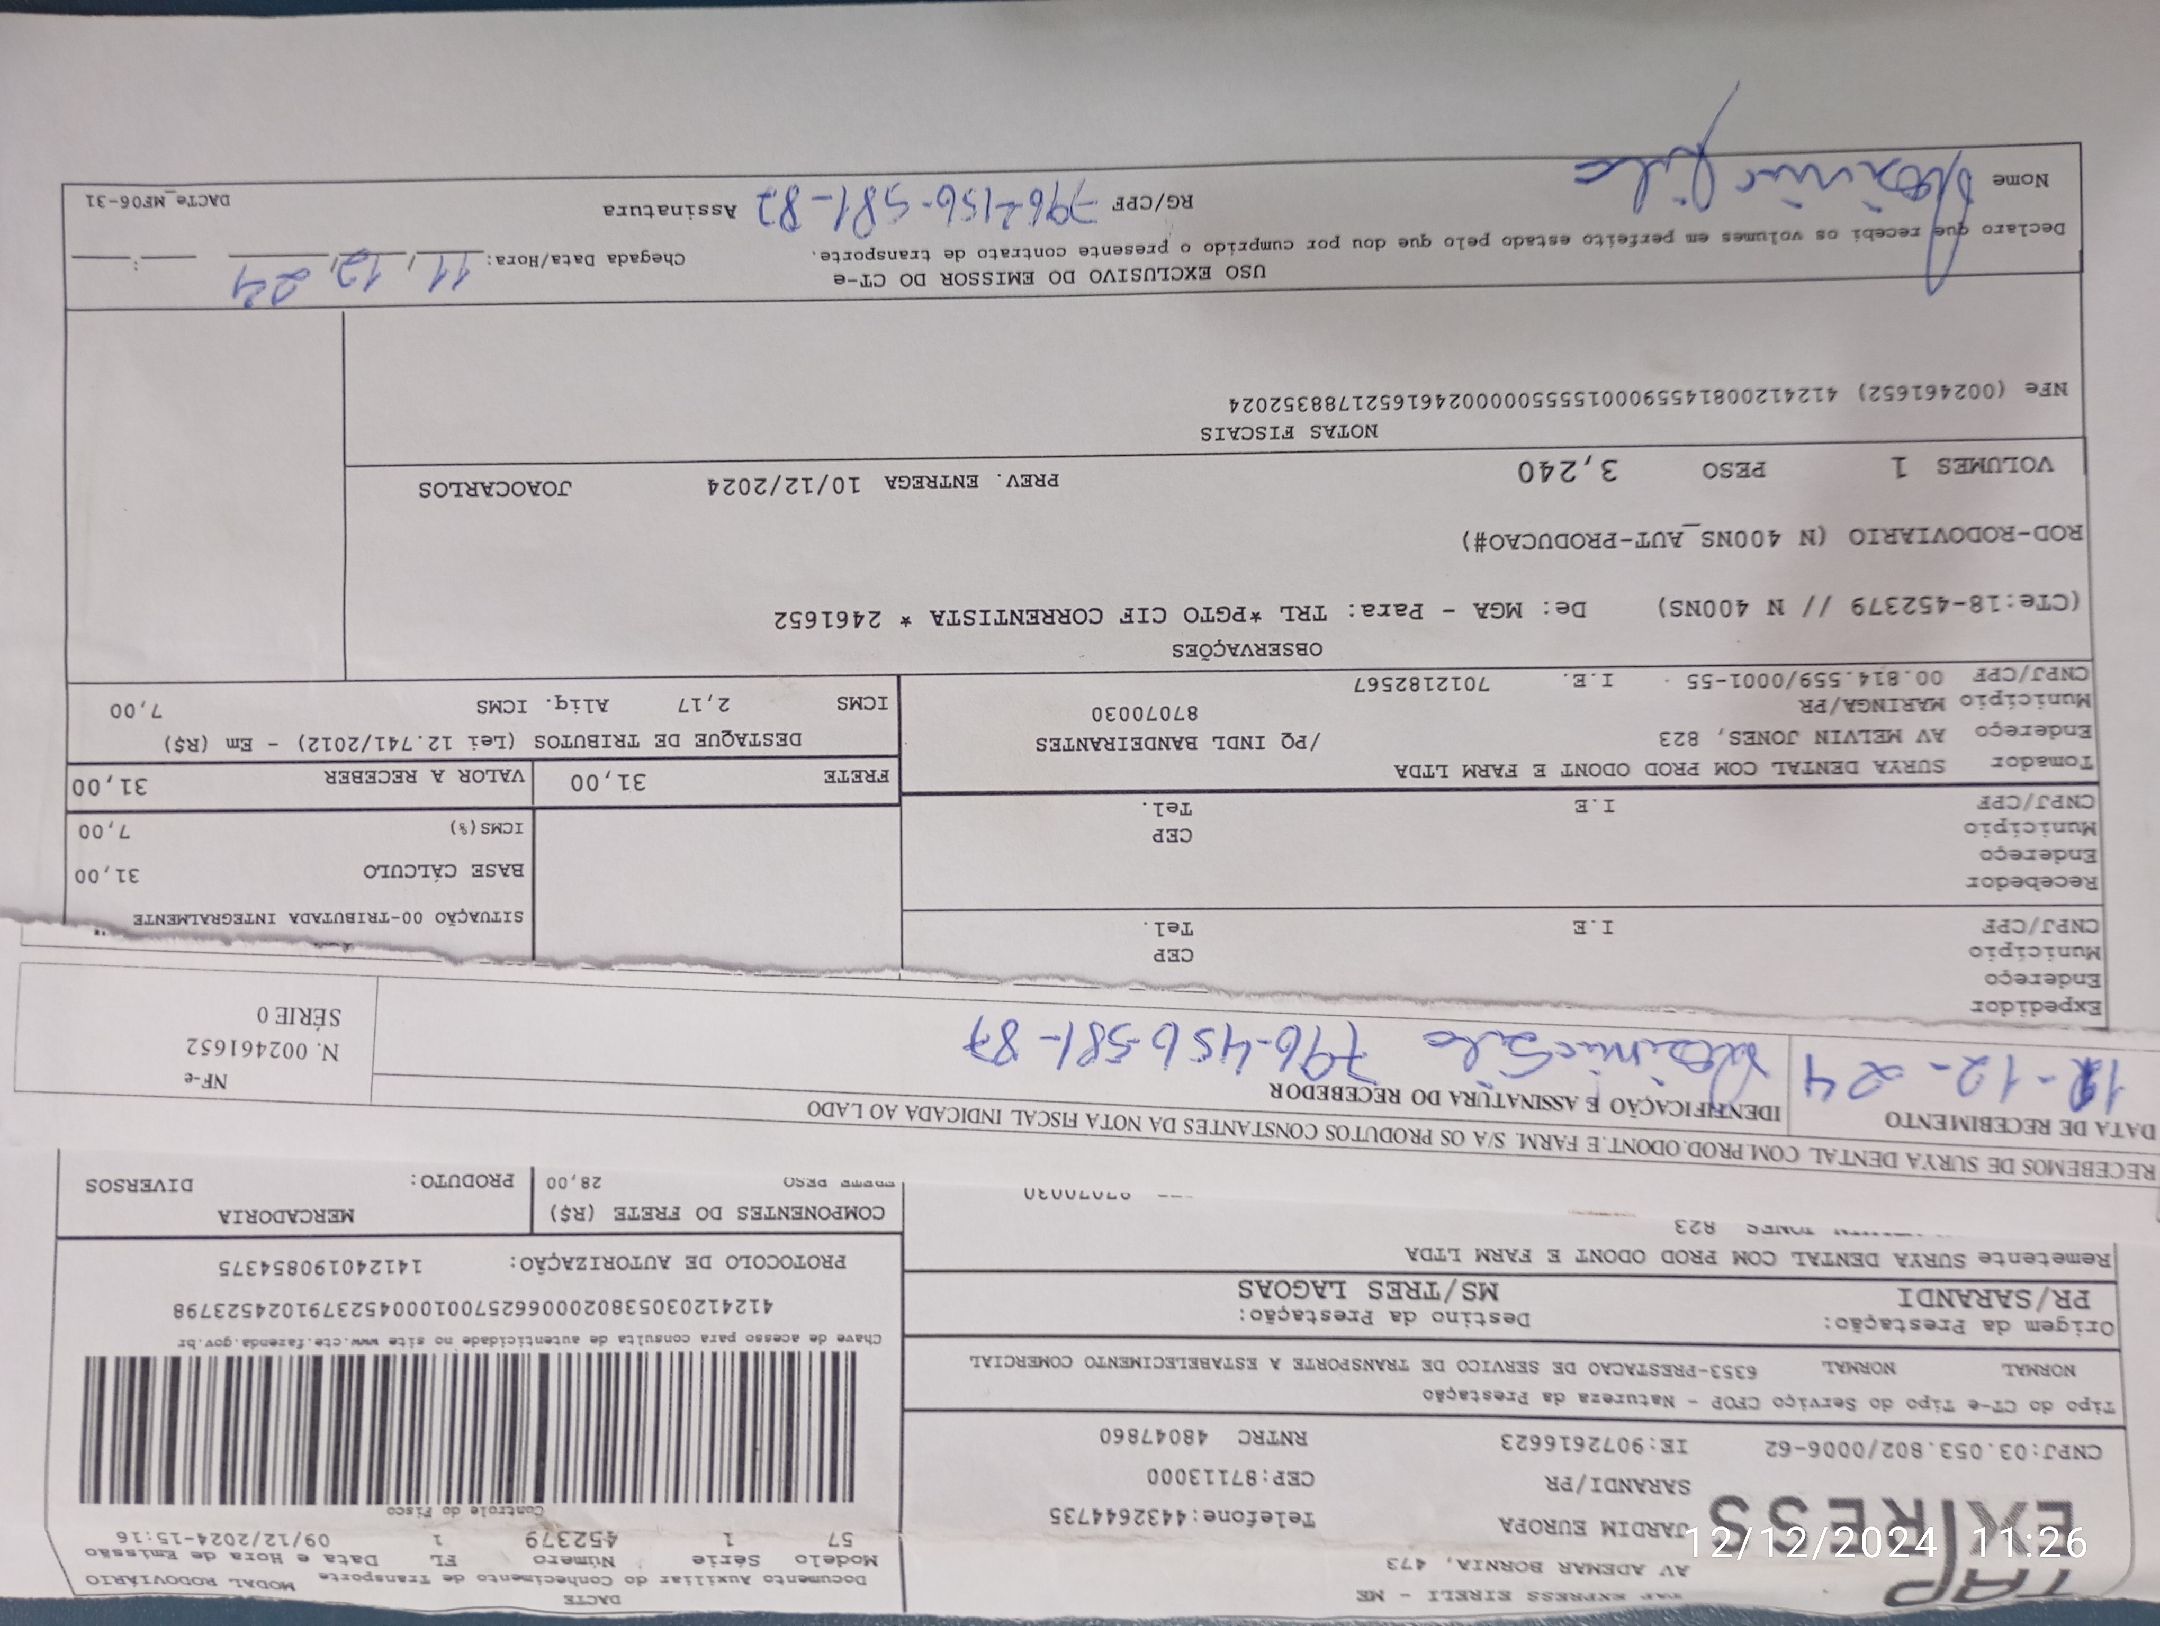 DACTE
Documento Auxiliar do Conhecimento de Transporte MODAL RODOVIÁRIO
Modelo Série Número FL Data e Hora de Emissão
57 1 452379 1 09/12/2024-15:16
Controle do Fisco
TAP
EXPRESS
TAP EXPRESS EIRELI - ME
AV ADEMAR BORNIA, 473
JARDIM EUROPA Telefone:4432644735
SARANDI/PR CEP:87113000
CNPJ:03.053.802/0006-62 IE:9072616623 RNTRC 48047860
Chave de acesso para consulta de autenticidade no site www.cte.fazenda.gov.br
41241203053802000662570010004523791024523798
PROTOCOLO DE AUTORIZAÇÃO: 141240190854375
Tipo do CT-e Tipo do Serviço CFOP - Natureza da Prestação
NORMAL NORMAL 6353-PRESTACAO DE SERVICO DE TRANSPORTE A ESTABELECIMENTO COMERCIAL
Origem da Prestação: Destino da Prestação:
PR/SARANDI MS/TRES LAGOAS
Remetente SURYA DENTAL COM PROD ODONT E FARM LTDA
JONES 823
87070030
COMPONENTES DO FRETE (R$) MERCADORIA
FRETE PESO 28,00 PRODUTO: DIVERSOS
RECEBEMOS DE SURYA DENTAL COM.PROD.ODONT.E FARM. S/A OS PRODUTOS CONSTANTES DA NOTA FISCAL INDICADA AO LADO
DATA DE RECEBIMENTO IDENTIFICAÇÃO E ASSINATURA DO RECEBEDOR
-12-24 796-456-581-87
NF-e
N. 002461652
SÉRIE 0
Expedidor
Endereço
Município CEP
CNPJ/CPF I.E Tel.
SITUAÇÃO 00-TRIBUTADA INTEGRALMENTE
Recebedor
Endereço
Município CEP
CNPJ/CPF I.E Tel.
BASE CÁLCULO 31,00
ICMS(%) 7,00
FRETE 31,00 VALOR A RECEBER 31,00
Tomador SURYA DENTAL COM PROD ODONT E FARM LTDA
Endereço AV MELVIN JONES, 823 /PQ INDL BANDEIRANTES
Município MARINGA/PR 87070030
CNPJ/CPF 00.814.559/0001-55 I.E. 7012182567
DESTAQUE DE TRIBUTOS (Lei 12.741/2012) - Em (R$)
ICMS 2,17 Aliq. ICMS 7,00
OBSERVAÇÕES
(CTe:18-452379 // N 400NS) De: MGA - Para: TRL *PGTO CIF CORRENTISTA * 2461652
ROD-RODOVIARIO (N 400NS_AUT-PRODUCAO#)
VOLUMES 1 PESO 3,240 PREV. ENTREGA 10/12/2024 JOAOCARLOS
NOTAS FISCAIS
NFe (002461652) 41241200814559000155550000024616521788352024
USO EXCLUSIVO DO EMISSOR DO CT-e
Declaro que recebi os volumes em perfeito estado pelo que dou por cumprido o presente contrato de transporte. Chegada Data/Hora: 11, 12, 24 :
Nome RG/CPF 796-456-581-87 Assinatura
DACTe_MF06-31
12/12/2024 11:26